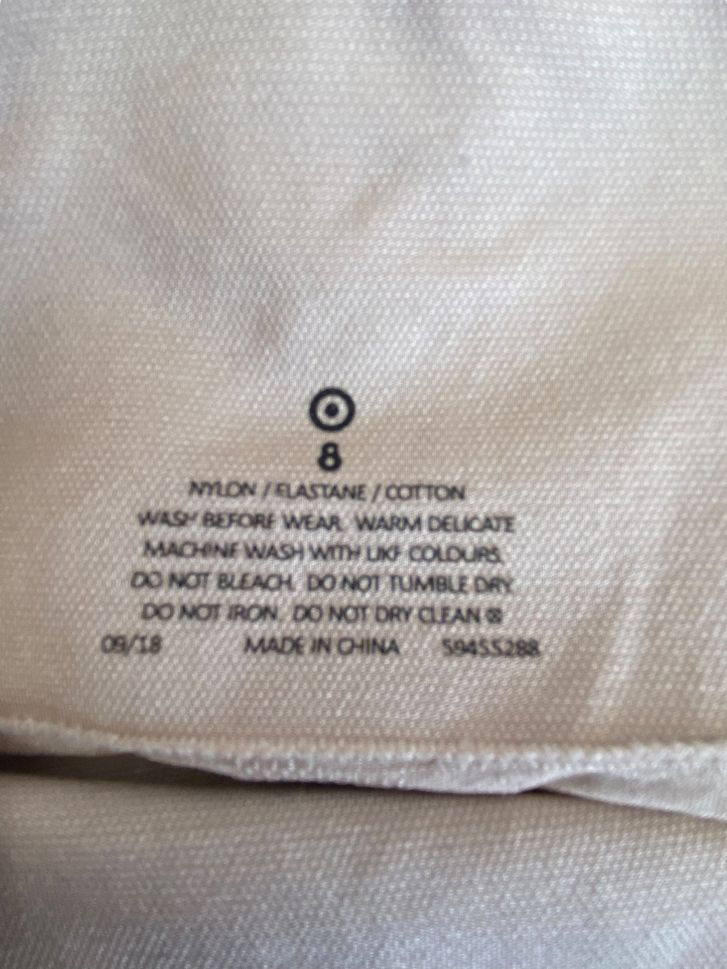 8
NYLON / ELASTANE / COTTON
WASH BEFORE WEAR. WARM DELICATE
MACHINE WASH WITH LIKE COLOURS.
DO NOT BLEACH. DO NOT TUMBLE DRY.
DO NOT IRON. DO NOT DRY CLEAN ⊗
09/18 MADE IN CHINA 59455288